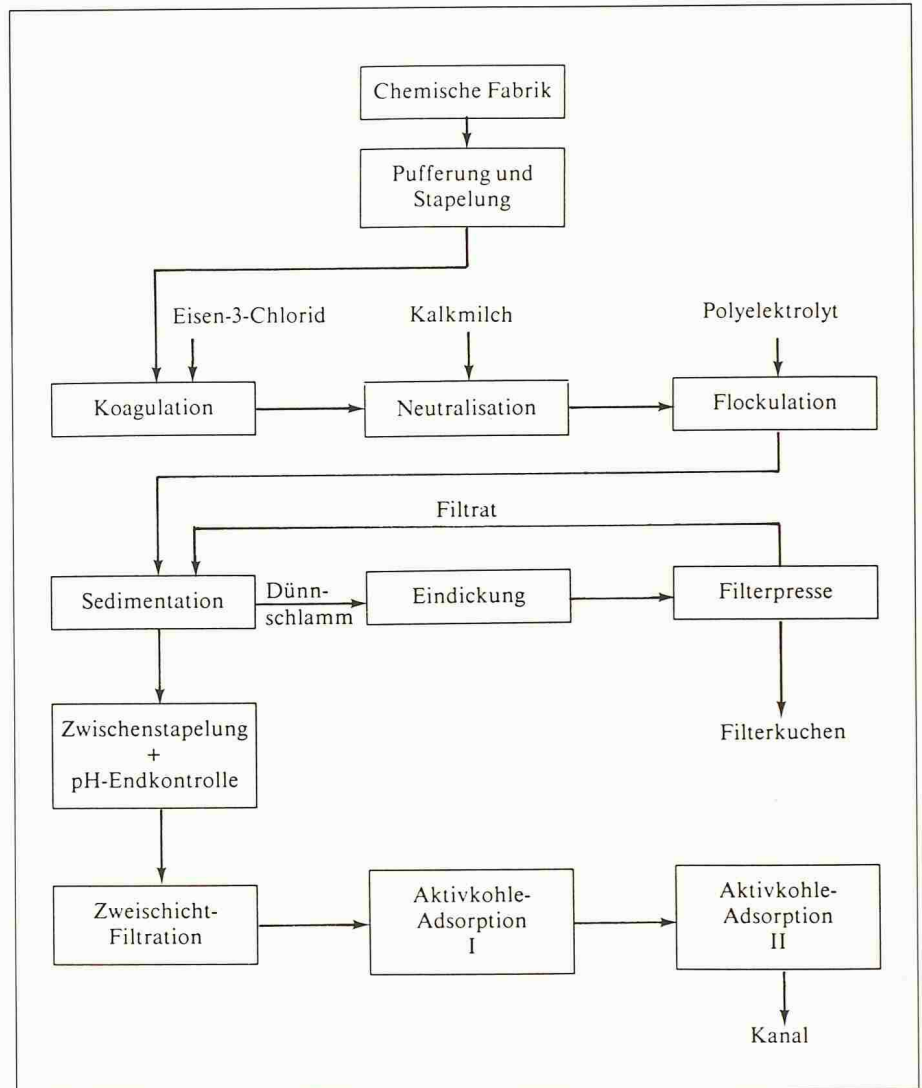 Chemische Fabrik
Pufferung und
Stapelung
Eisen-3-Chlorid
Kalkmilch
Polyelektrolyt
Koagulation
Neutralisation
Flockulation
Filtrat
Sedimentation
Dünn-
schlamm
Eindickung
Filterpresse
Zwischenstapelung
+
pH-Endkontrolle
Filterkuchen
Zweischicht-
Filtration
Aktivkohle-
Adsorption
I
Aktivkohle-
Adsorption
II
Kanal